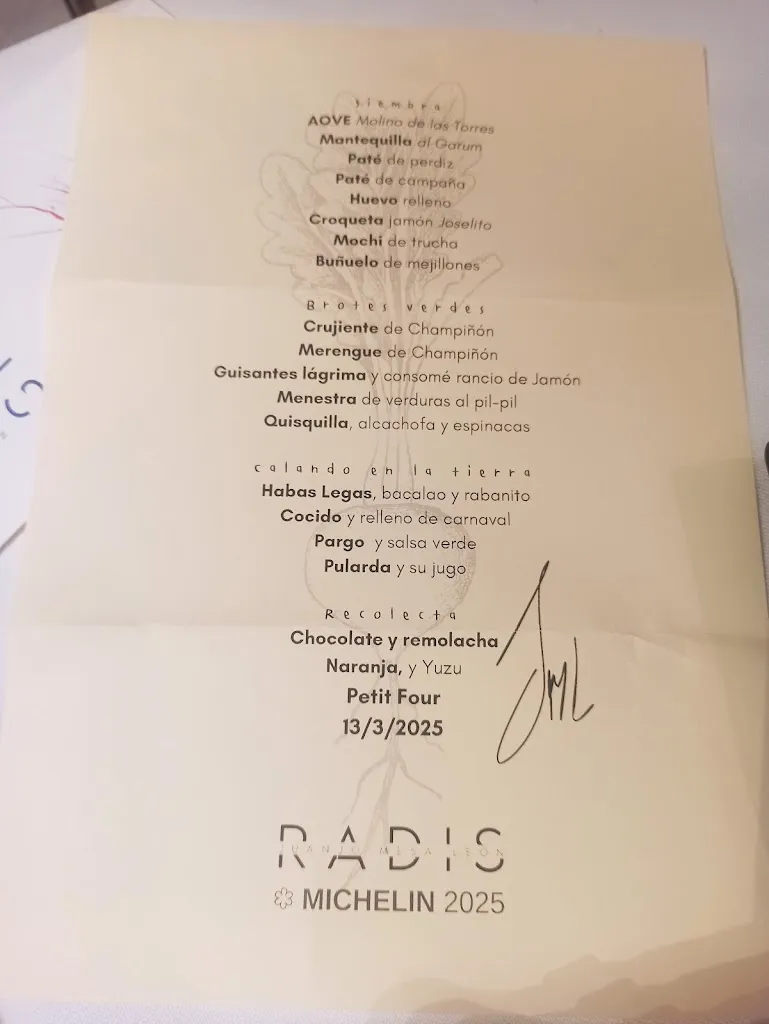 siembra
AOVE Molino de las Torres
Mantequilla al Garum
Paté de perdiz
Paté de campaña
Huevo relleno
Croqueta jamón Joselito
Mochi de trucha
Buñuelo de mejillones
Brotes verdes
Crujiente de Champiñón
Merengue de Champiñón
Guisantes lágrima y consomé rancio de Jamón
Menestra de verduras al pil-pil
Quisquilla, alcachofa y espinacas
calando en la tierra
Habas Legas, bacalao y rabanito
Cocido y relleno de carnaval
Pargo y salsa verde
Pularda y su jugo
Recolecta
Chocolate y remolacha
Naranja, y Yuzu
Petit Four
13/3/2025
RADIS
JUANJO MESA LEÓN
MICHELIN 2025